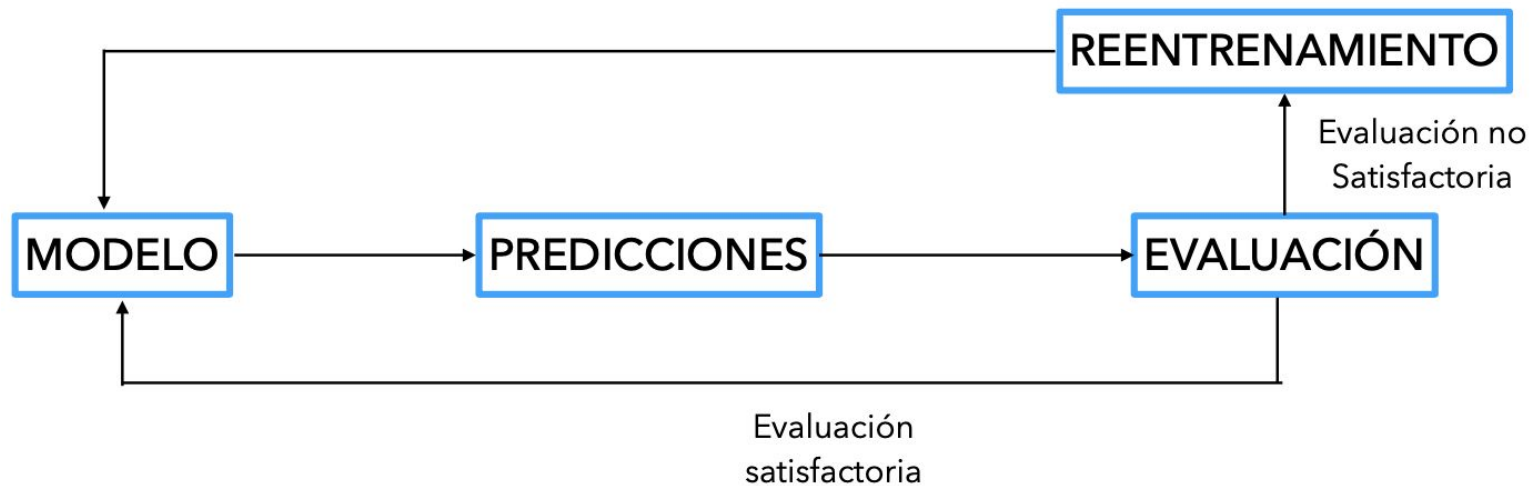 REENTRENAMIENTO
Evaluación no
Satisfactoria
MODELO
PREDICCIONES
EVALUACIÓN
Evaluación
satisfactoria